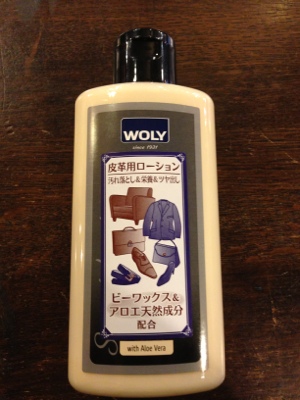 WOLY
since 1921
皮革用ローション
汚れ落とし&栄養&ツヤ出し
ビーワックス&
アロエ天然成分
配合
with Aloe Vera